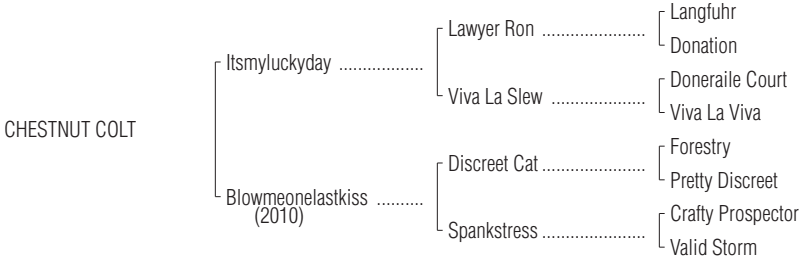 Langfuhr
Lawyer Ron ......................
Donation
Itsmyluckyday ..................
Doneraile Court
Viva La Slew ....................
Viva La Viva
CHESTNUT COLT
Forestry
Discreet Cat ......................
Pretty Discreet
Blowmeonelastkiss ..........
(2010)
Crafty Prospector
Spankstress ......................
Valid Storm